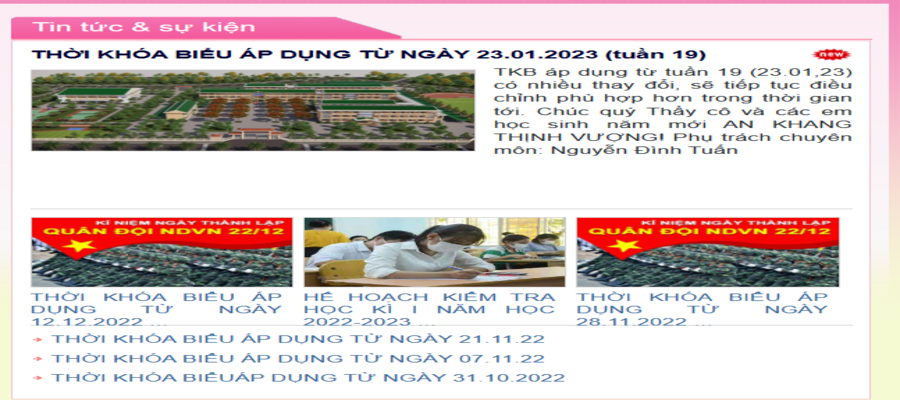 Tin tức & sự kiện
THỜI KHÓA BIỂU ÁP DỤNG TỪ NGÀY 23.01.2023 (tuần 19)
new
TKB áp dụng từ tuần 19 (23.01,23)
có nhiều thay đổi, sẽ tiếp tục điều
chỉnh phù hợp hơn trong thời gian
tới. Chúc quý Thầy cô và các em
học sinh năm mới AN KHANG
THỊNH VƯỢNG! Phụ trách chuyên
môn: Nguyễn Đình Tuấn
KỈ NIỆM NGÀY THÀNH LẬP
QUÂN ĐỘI NDVN 22/12
KỈ NIỆM NGÀY THÀNH LẬP
QUÂN ĐỘI NDVN 22/12
THỜI KHÓA BIỂU ÁP
DỤNG TỪ NGÀY
12.12.2022 ...
HẾ HOẠCH KIỂM TRA
HỌC KÌ I NĂM HỌC
2022-2023 ...
THỜI KHÓA BIỂU ÁP
DỤNG TỪ NGÀY
28.11.2022 ...
THỜI KHÓA BIỂU ÁP DỤNG TỪ NGÀY 21.11.22
THỜI KHÓA BIỂU ÁP DỤNG TỪ NGÀY 07.11.22
THỜI KHÓA BIỂUÁP DỤNG TỪ NGÀY 31.10.2022